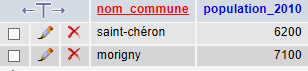 nom_commune population_2010
saint-chéron 6200
morigny 7100